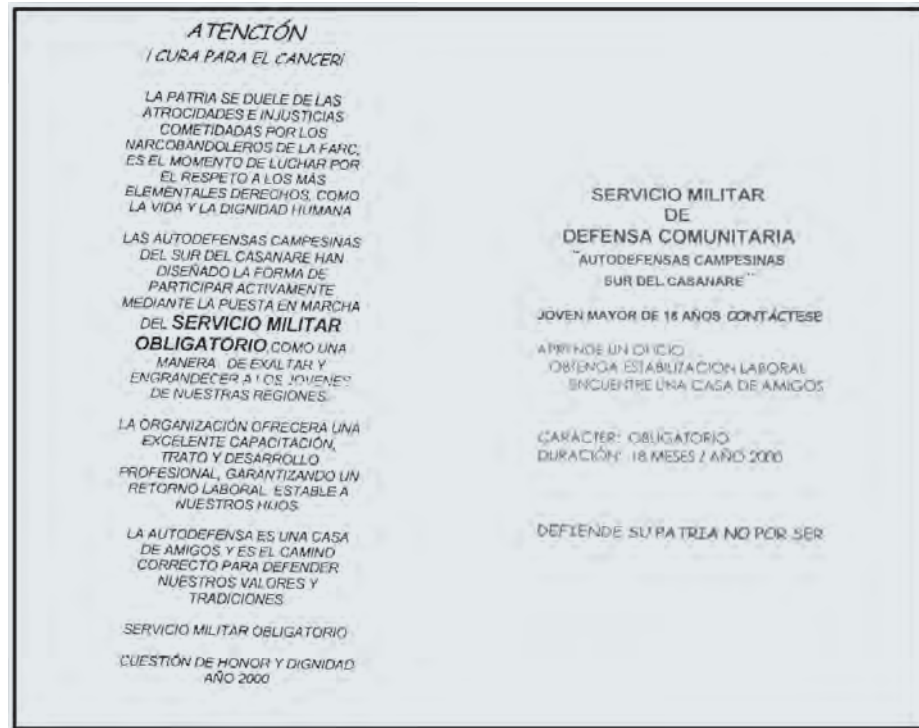 ATENCIÓN
¡ CURA PARA EL CANCER¡
LA PATRIA SE DUELE DE LAS
ATROCIDADES E INJUSTICIAS
COMETIDADAS POR LOS
NARCOBANDOLEROS DE LA FARC,
ES EL MOMENTO DE LUCHAR POR
EL RESPETO A LOS MÁS
ELEMENTALES DERECHOS, COMO
LA VIDA Y LA DIGNIDAD HUMANA
LAS AUTODEFENSAS CAMPESINAS
DEL SUR DEL CASANARE HAN
DISEÑADO LA FORMA DE
PARTICIPAR ACTIVAMENTE
MEDIANTE LA PUESTA EN MARCHA
DEL SERVICIO MILITAR
OBLIGATORIO, COMO UNA
MANERA DE EXALTAR Y
ENGRANDECER A LOS JOVENES
DE NUESTRAS REGIONES.
LA ORGANIZACIÓN OFRECERA UNA
EXCELENTE CAPACITACIÓN,
TRATO Y DESARROLLO
PROFESIONAL, GARANTIZANDO UN
RETORNO LABORAL ESTABLE A
NUESTROS HIJOS
LA AUTODEFENSA ES UNA CASA
DE AMIGOS Y ES EL CAMINO
CORRECTO PARA DEFENDER
NUESTROS VALORES Y
TRADICIONES
SERVICIO MILITAR OBLIGATORIO
CUESTIÓN DE HONOR Y DIGNIDAD
AÑO 2000
SERVICIO MILITAR
DE
DEFENSA COMUNITARIA
"AUTODEFENSAS CAMPESINAS
SUR DEL CASANARE"
JOVEN MAYOR DE AÑOS CONTÁCTESE
APRENDE UN OFICIO
OBTENGA ESTABILIZACIÓN LABORAL
ENCUENTRE UNA CASA DE AMIGOS
CARÁCTER: OBLIGATORIO
DURACIÓN: 18 MESES / AÑO 2000
DEFIENDE SU PATRIA NO POR SER